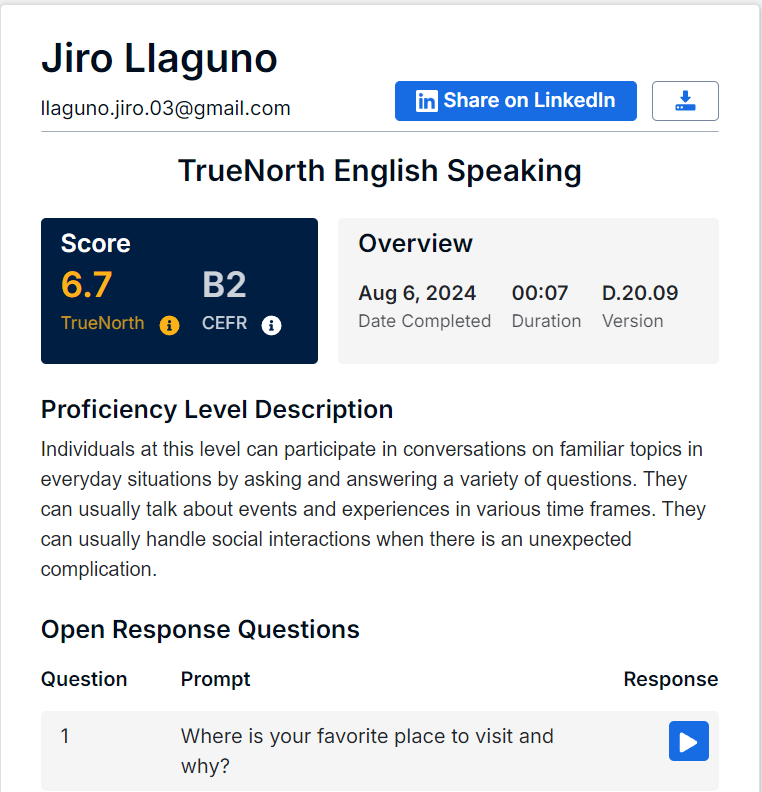 Jiro Llaguno
llaguno.jiro.03@gmail.com
in Share on LinkedIn
TrueNorth English Speaking
Score
6.7 B2
TrueNorth i CEFR i
Overview
Aug 6, 2024 00:07 D.20.09
Date Completed Duration Version
Proficiency Level Description
Individuals at this level can participate in conversations on familiar topics in
everyday situations by asking and answering a variety of questions. They
can usually talk about events and experiences in various time frames. They
can usually handle social interactions when there is an unexpected
complication.
Open Response Questions
Question Prompt Response
1 Where is your favorite place to visit and
why?